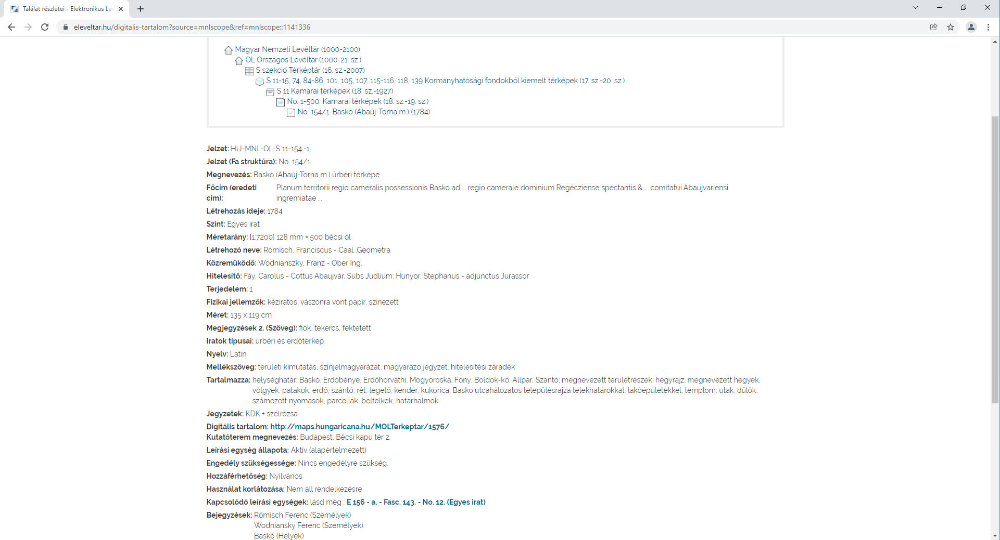 Találat részletei - Elektronikus Lev
eleveltar.hu/digitalis-tartalom?source=mnlscope&ref=mnlscope::1141336
Magyar Nemzeti Levéltár (1000-2100)
OL Országos Levéltár (1000-21. sz.)
S szekció Térképtár (16. sz.-2007)
S 11-15, 74, 84-86, 101, 105, 107, 115-116, 118, 139 Kormányhatósági fondokból kiemelt térképek (17. sz.-20. sz.)
S 11 Kamarai térképek (18. sz.-1927)
No. 1-500. Kamarai térképek (18. sz.-19. sz.)
No. 154/1. Baskó (Abaúj-Torna m.) (1784)
Jelzet: HU-MNL-OL-S 11-154.-1.
Jelzet (Fa struktúra): No. 154/1.
Megnevezés: Baskó (Abaúj-Torna m.) úrbéri térképe
Főcím (eredeti cím): Planum territorii regio cameralis possessionis Basko ad ... regio camerale dominium Regécziense spectantis & ... comitatui Abaujvariensi
ingremiatae ...
Létrehozás ideje: 1784
Szint: Egyes irat
Méretarány: [1:7200] 128 mm = 500 bécsi öl
Létrehozó neve: Römisch, Franciscus - Caal. Geometra
Közreműködő: Wodnianszky, Franz - Ober Ing.
Hitelesítő: Fáy, Carolus - Cottus Abaujvár. Subs Judlium; Hunyor, Stephanus - adjunctus Jurassor
Terjedelem: 1
Fizikai jellemzők: kéziratos, vászonra vont papír, színezett
Méret: 135 x 119 cm
Megjegyzések 2. (Szöveg): fiók, tekercs, fektetett
Iratok típusai: úrbéri és erdőtérkép
Nyelv: Latin
Mellékszöveg: területi kimutatás, színjelmagyarázat, magyarázó jegyzet, hitelesítési záradék
Tartalmazza: helységhatár: Baskó, Erdőbénye, Erdőhorváthi, Mogyoroska, Fony, Boldok-kő, Allpar, Szantó; megnevezett területrészek; hegyrajz; megnevezett hegyek,
völgyek; patakok; erdő, szántó, rét, legelő, kender, kukorica; Basko utcahálózatos településrajza telekhatárokkal, lakóépületekkel; templom; utak; dűlők,
számozott nyomások, parcellák, beltelkek, határhalmok
Jegyzetek: KDK + szélrózsa
Digitális tartalom: http://maps.hungaricana.hu/MOLTerkeptar/1576/
Kutatóterem megnevezés: Budapest, Bécsi kapu tér 2.
Leírási egység állapota: Aktív (alapértelmezett)
Engedély szükségessége: Nincs engedélyre szükség.
Hozzáférhetőség: Nyilvános
Használat korlátozása: Nem áll rendelkezésre
Kapcsolódó leírási egységek: lásd még : E 156 - a. - Fasc. 143. - No. 12. (Egyes irat)
Bejegyzések: Römisch Ferenc (Személyek)
Wodniansky Ferenc (Személyek)
Baskó (Helyek)